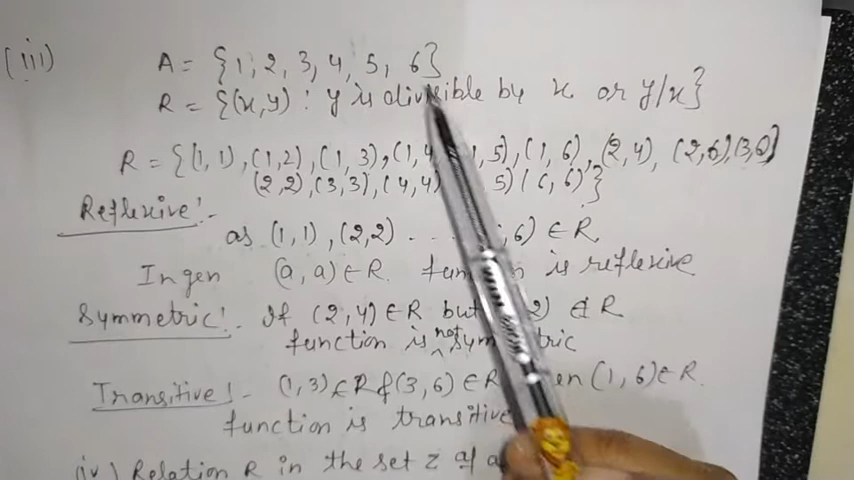 (iii) A = {1, 2, 3, 4, 5, 6}
R = {(x,y) : y is divisible by x or y/x}
R = {(1,1),(1,2),(1,3),(1,4 1,5),(1,6),(2,4),(2,6)(3,6)}
(2,2),(3,3),(4,4) 5)(6,6)}
Reflexive:-
as (1,1),(2,2) . . . . ,6) ∈ R
In gen (a,a) ∈ R. function is reflexive
Symmetric:- If (2,4) ∈ R but 2) ∉ R
function is not symmetric
Transitive:- (1,3) ∈ R & (3,6) ∈ R (1,6) ∈ R.
function is transitive
(iv) Relation R in the set Z of